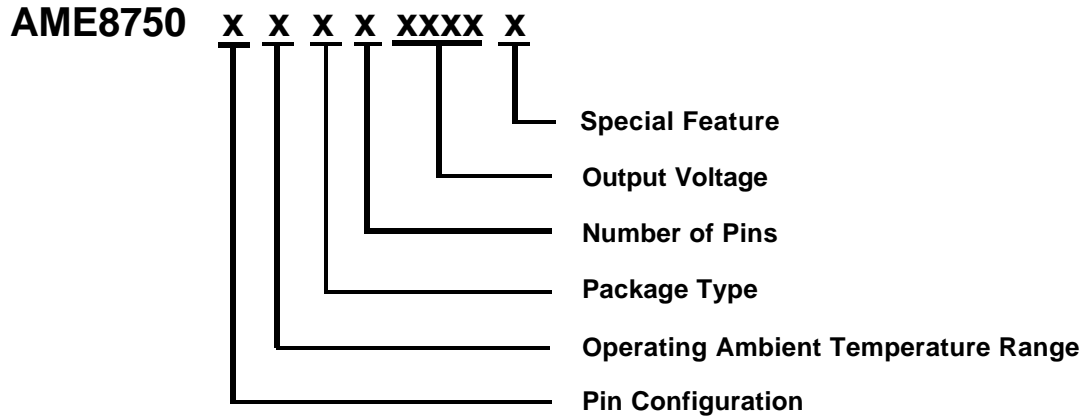 AME8750 x x x x xxxx x
Special Feature
Output Voltage
Number of Pins
Package Type
Operating Ambient Temperature Range
Pin Configuration